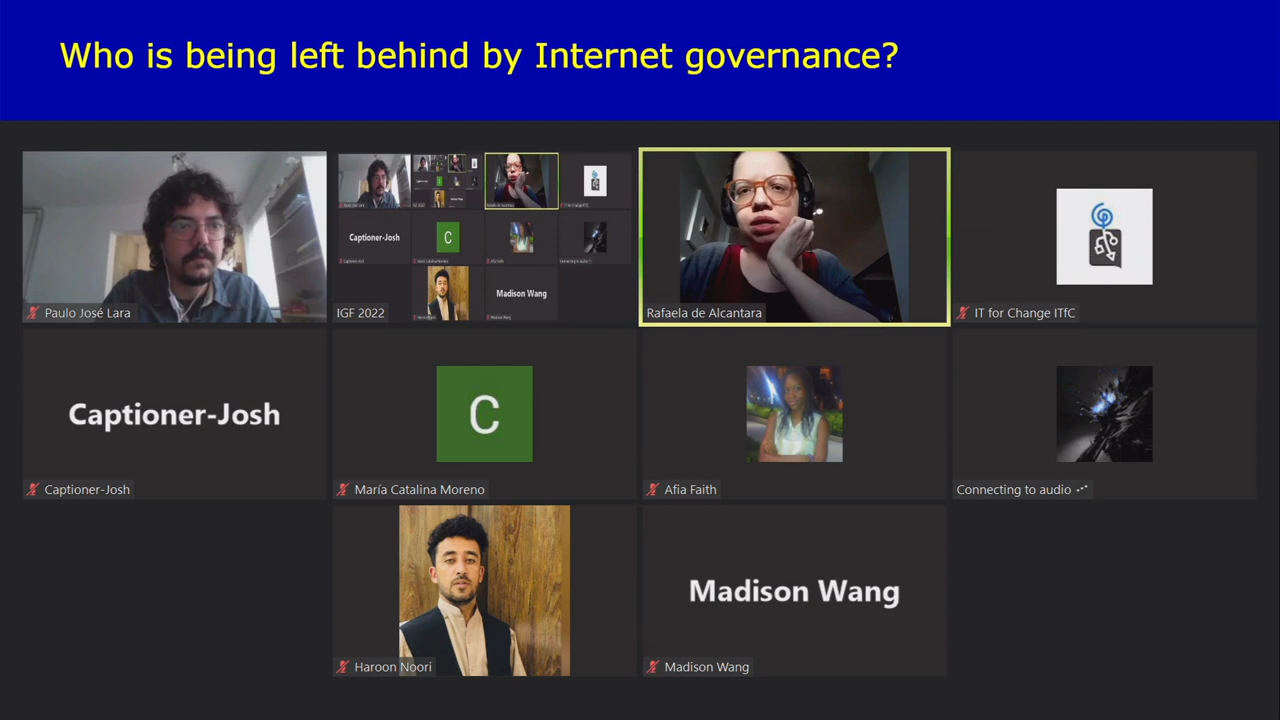 Who is being left behind by Internet governance?
Paulo José Lara
Captioner-Josh
C
Madison Wang
IGF 2022
Rafaela de Alcantara
IT for Change ITfC
Captioner-Josh
Captioner-Josh
C
María Catalina Moreno
Afia Faith
Connecting to audio
Haroon Noori
Madison Wang
Madison Wang